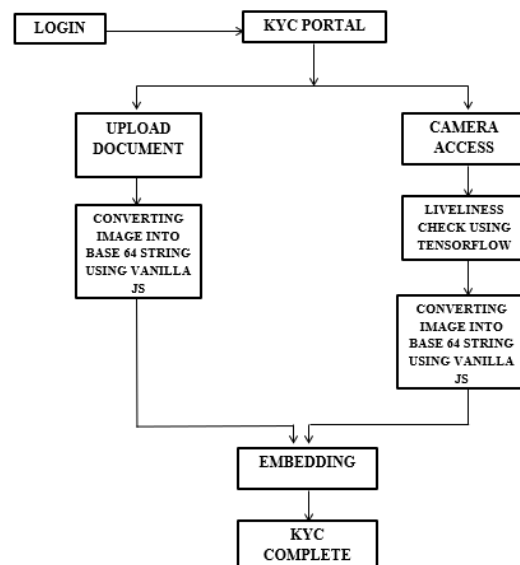 LOGIN
KYC PORTAL
UPLOAD
DOCUMENT
CONVERTING
IMAGE INTO
BASE 64 STRING
USING VANILLA
JS
CAMERA
ACCESS
LIVELINESS
CHECK USING
TENSORFLOW
CONVERTING
IMAGE INTO
BASE 64 STRING
USING VANILLA
JS
EMBEDDING
KYC
COMPLETE